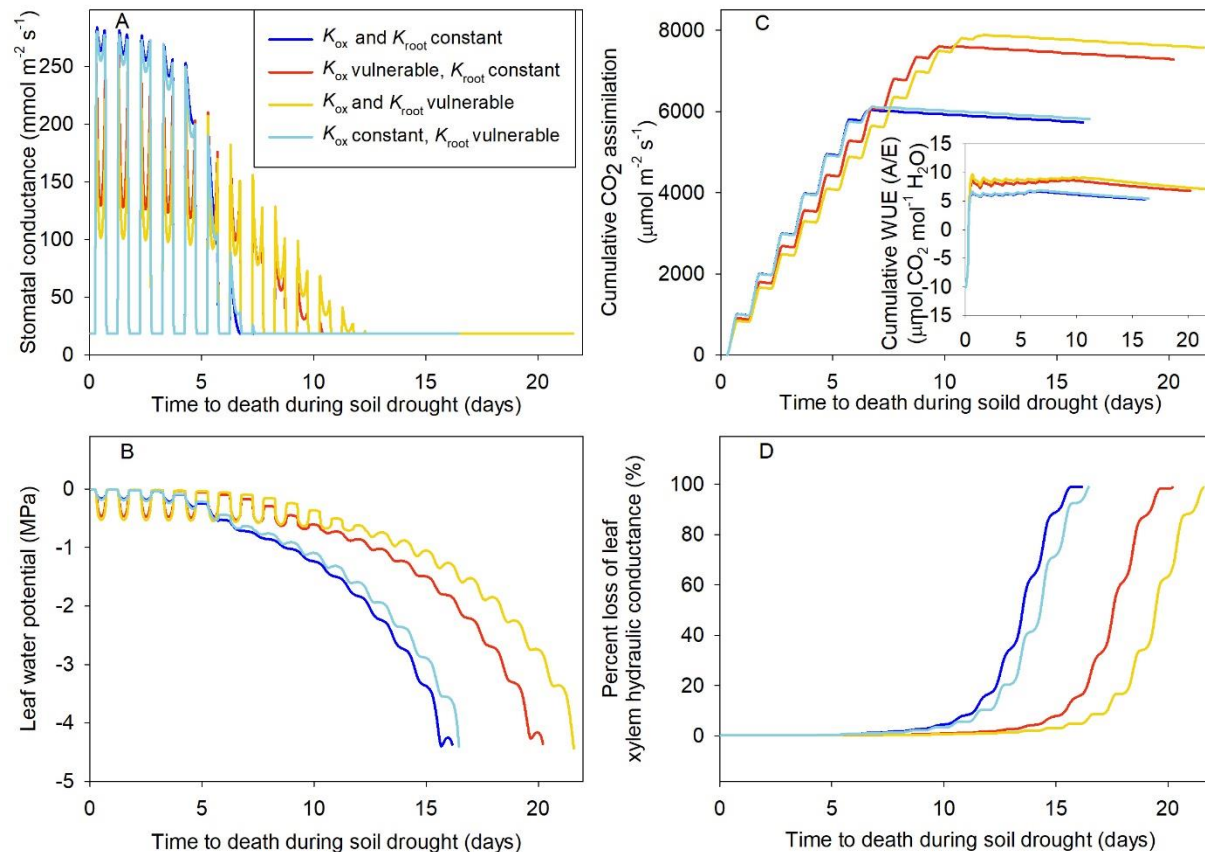 A
Stomatal conductance (mmol m⁻² s⁻¹)
250
200
150
100
50
0
0 5 10 15 20
Time to death during soil drought (days)
Kox and Kroot constant
Kox vulnerable, Kroot constant
Kox and Kroot vulnerable
Kox constant, Kroot vulnerable
C
Cumulative CO2 assimilation
(μmol m⁻² s⁻¹)
8000
6000
4000
2000
0
0 5 10 15 20
Time to death during soild drought (days)
Cumulative WUE (A/E)
(μmol CO2 mol⁻¹ H2O)
15
10
5
0
-5
-10
15
0 5 10 15 20
B
Leaf water potential (MPa)
0
-1
-2
-3
-4
-5
0 5 10 15 20
Time to death during soil drought (days)
D
Percent loss of leaf
xylem hydraulic conductance (%)
100
80
60
40
20
0
0 5 10 15 20
Time to death during soil drought (days)